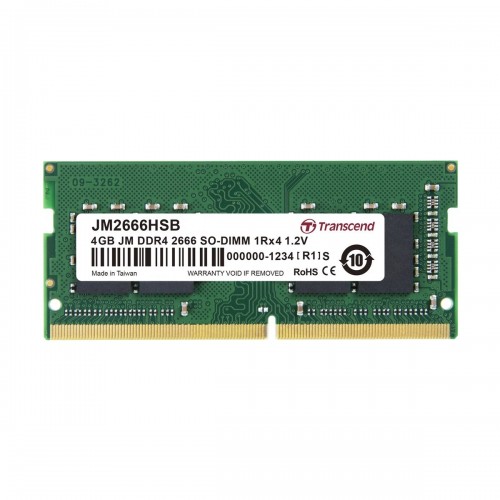 09-3262
JM2666HSB
Transcend
4GB JM DDR4 2666 SO-DIMM 1Rx4 1.2V
000000-1234 [R1]S
Made in Taiwan
WARRANTY VOID IF REMOVED
RoHS CE
10